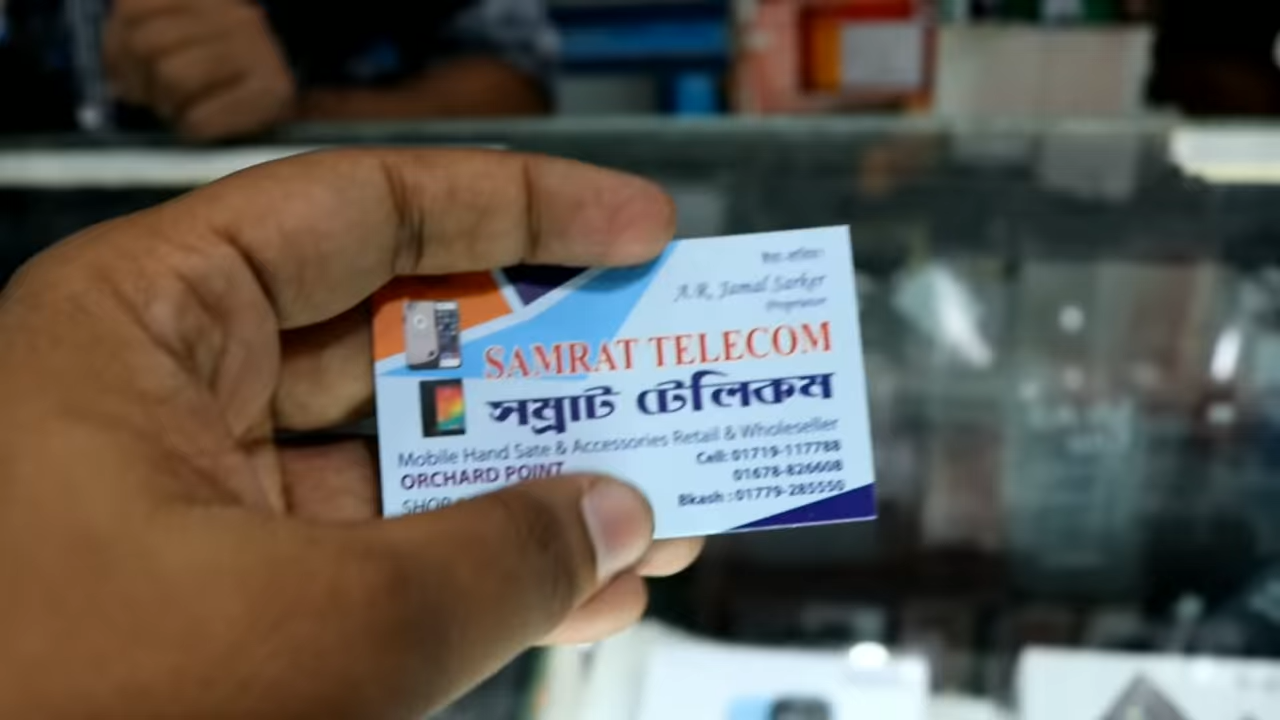 A.R. Jamal Sarker
Proprietor
SAMRAT TELECOM
সম্রাট টেলিকম
Mobile Hand Sate & Accessories Retail & Wholeseller
ORCHARD POINT
SHOP
Cell: 01719-117788
01678-826608
Bkash : 01779-285550